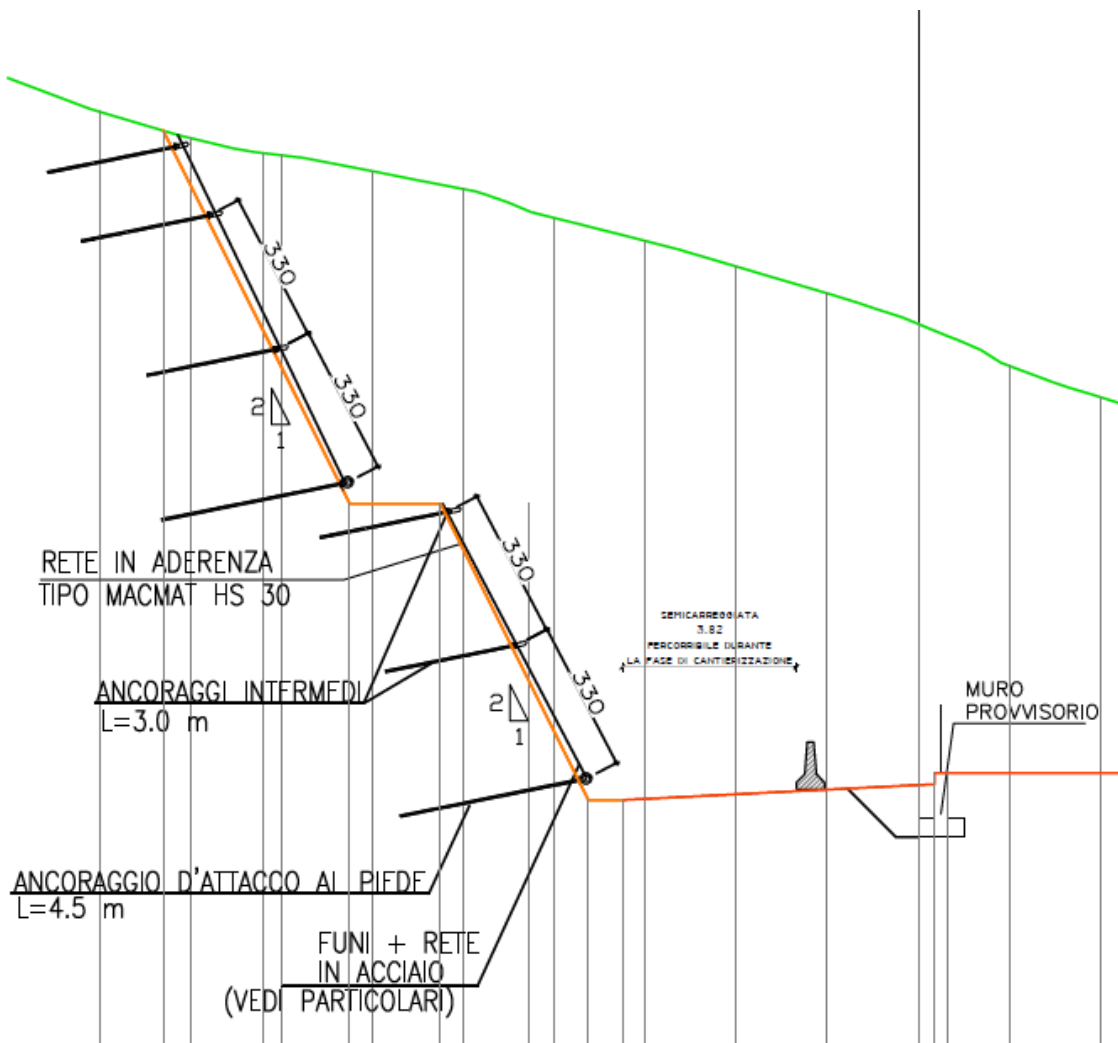 330
330
2
1
RETE IN ADERENZA
TIPO MACMAT HS 30
330
330
SEMICARREGGIATA
3.82
PERCORRIBILE DURANTE
LA FASE DI CANTIERIZZAZIONE
ANCORAGGI INTERMEDI
L=3.0 m
2
1
MURO
PROVVISORIO
ANCORAGGIO D'ATTACCO AL PIEDE
L=4.5 m
FUNI + RETE
IN ACCIAIO
(VEDI PARTICOLARI)